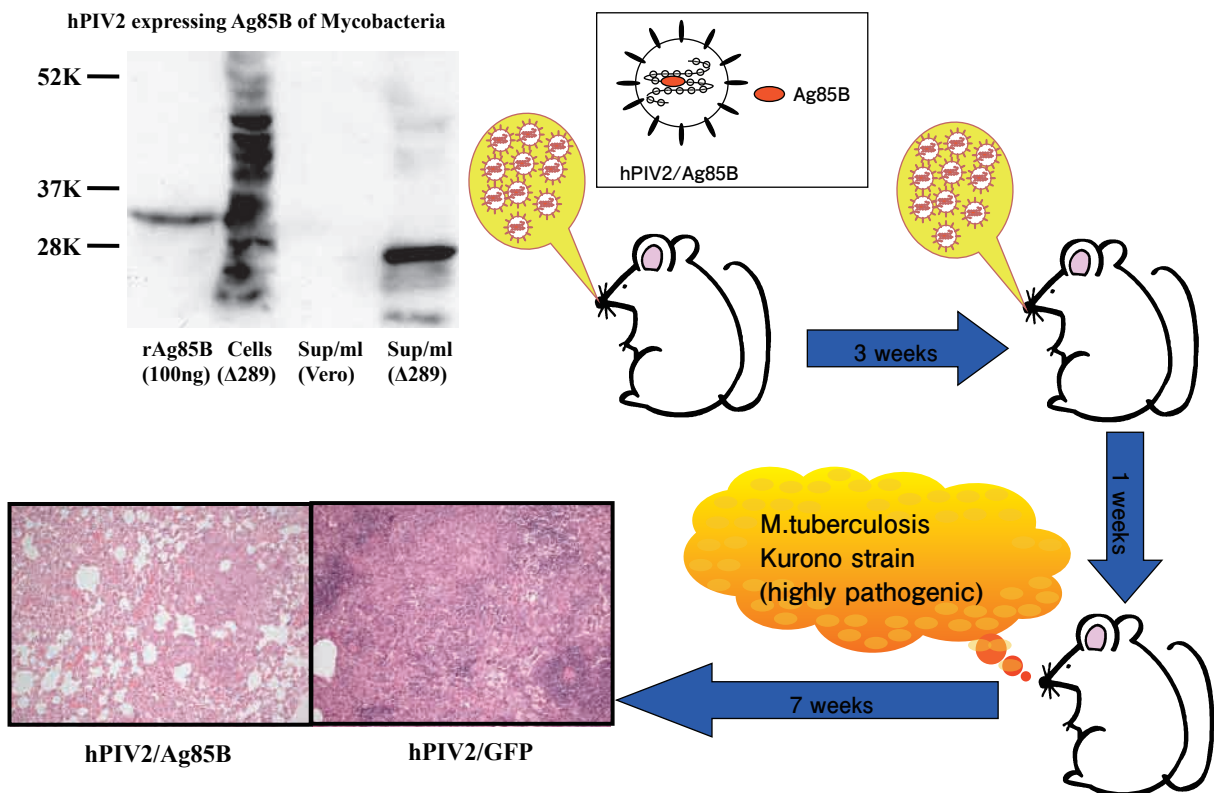 hPIV2 expressing Ag85B of Mycobacteria
52K
37K
28K
rAg85B Cells Sup/ml Sup/ml
(100ng) (Δ289) (Vero) (Δ289)
Ag85B
hPIV2/Ag85B
3 weeks
1 weeks
M.tuberculosis
Kurono strain
(highly pathogenic)
7 weeks
hPIV2/Ag85B
hPIV2/GFP